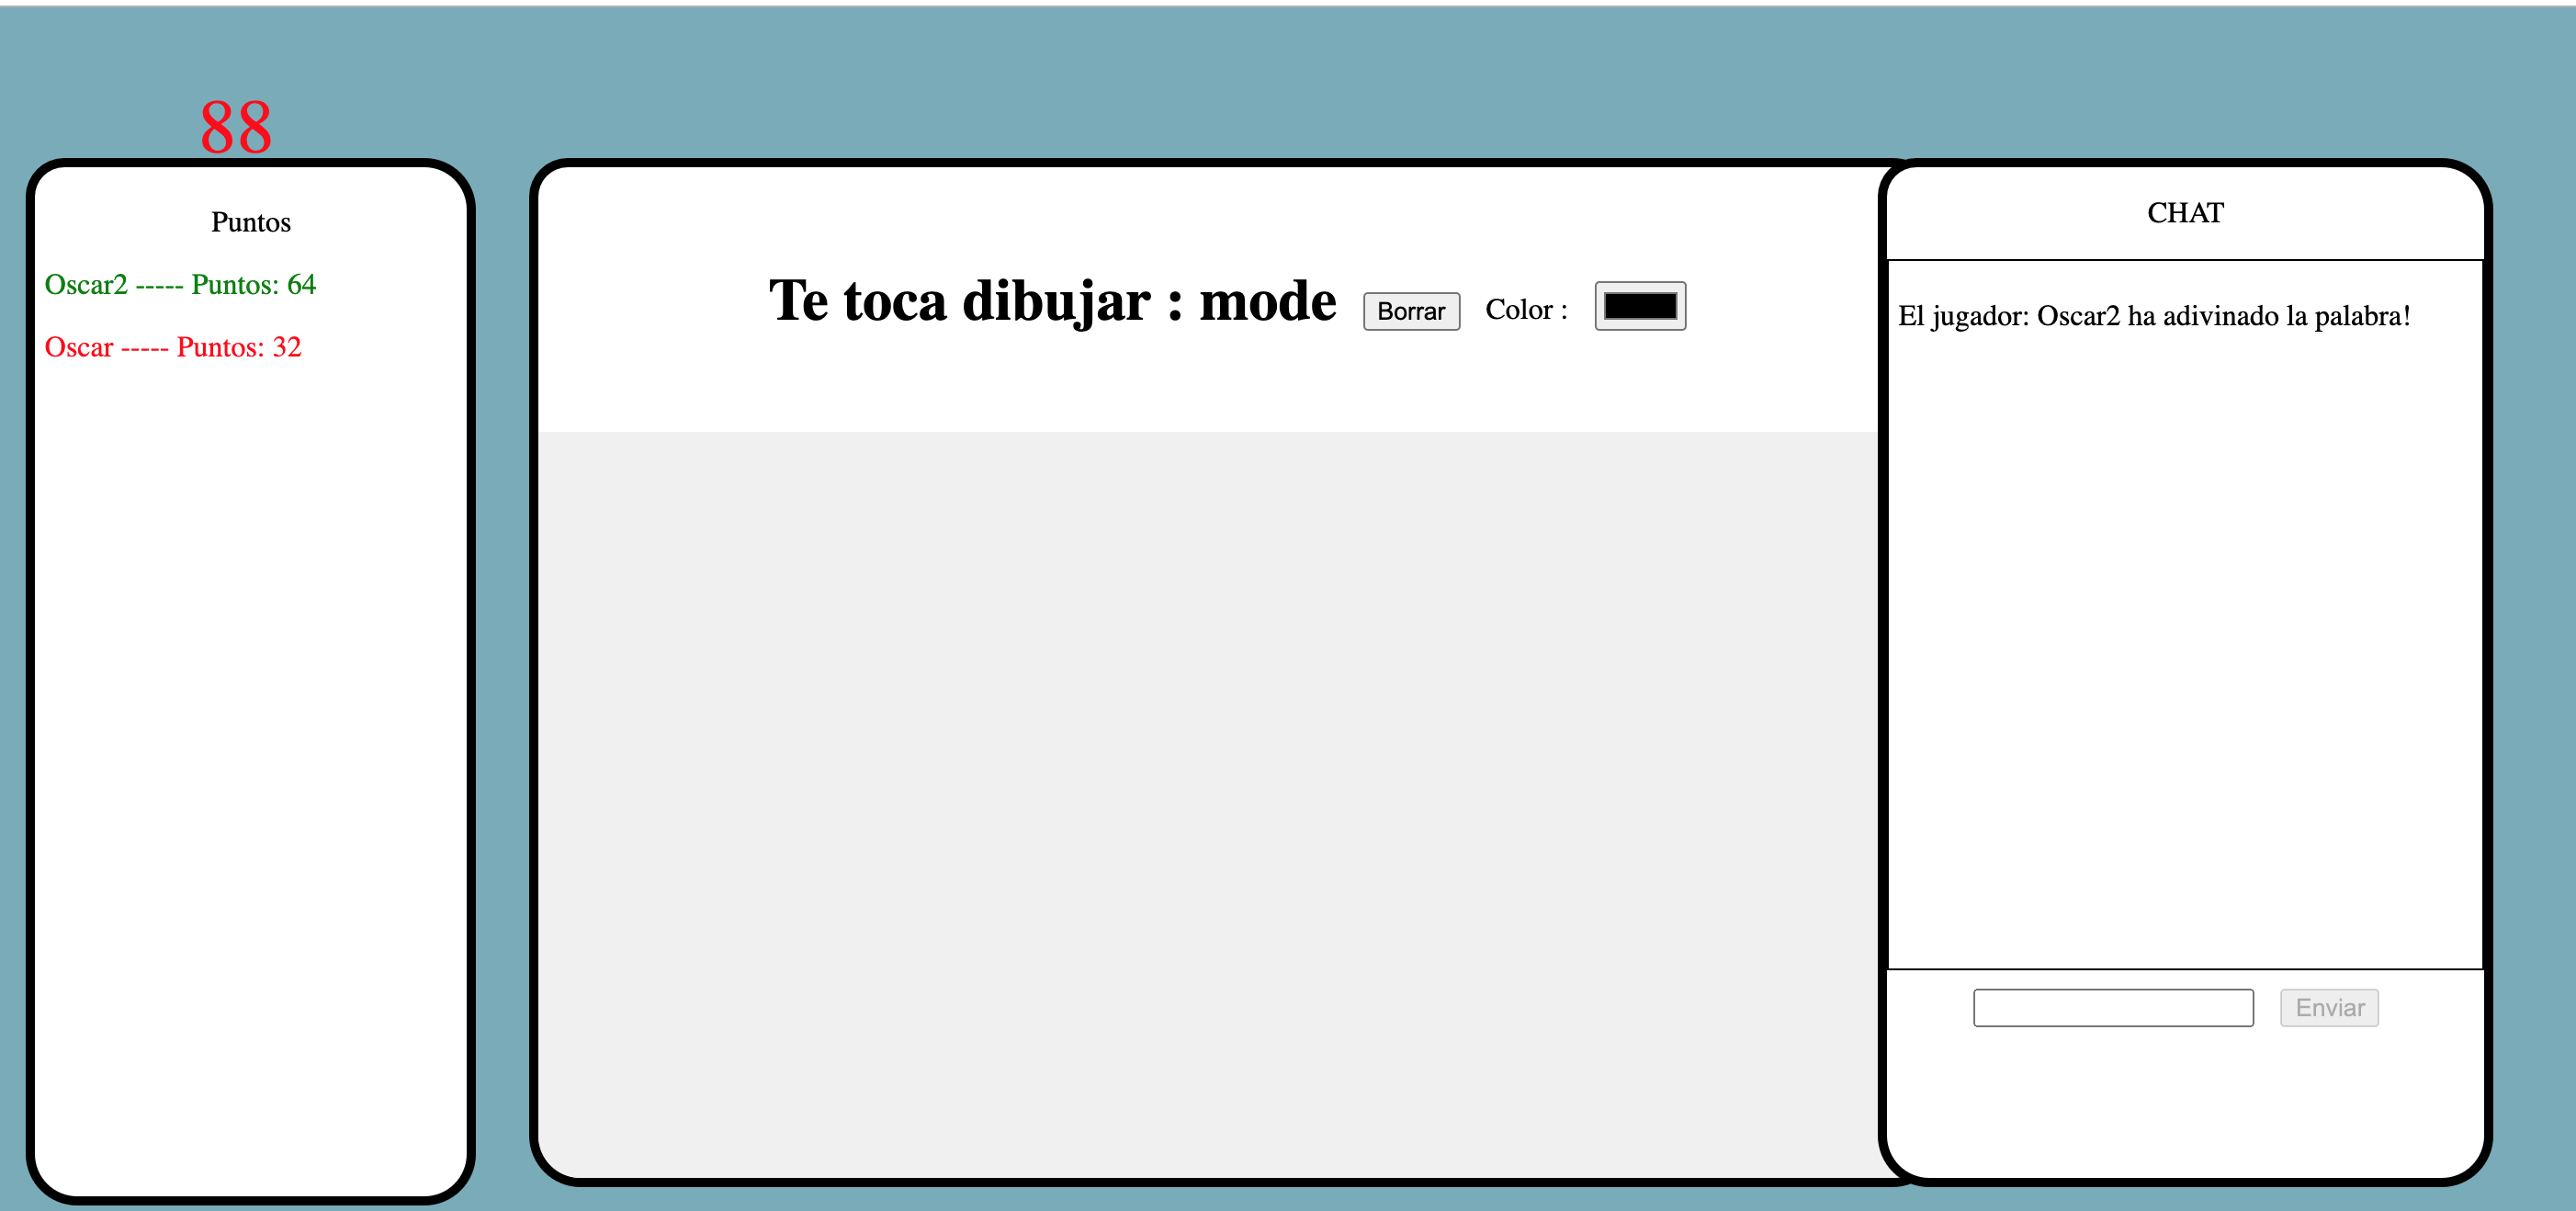 88
Puntos
Oscar2 ----- Puntos: 64
Oscar ----- Puntos: 32
Te toca dibujar : mode
Borrar
Color :
CHAT
El jugador: Oscar2 ha adivinado la palabra!
Enviar